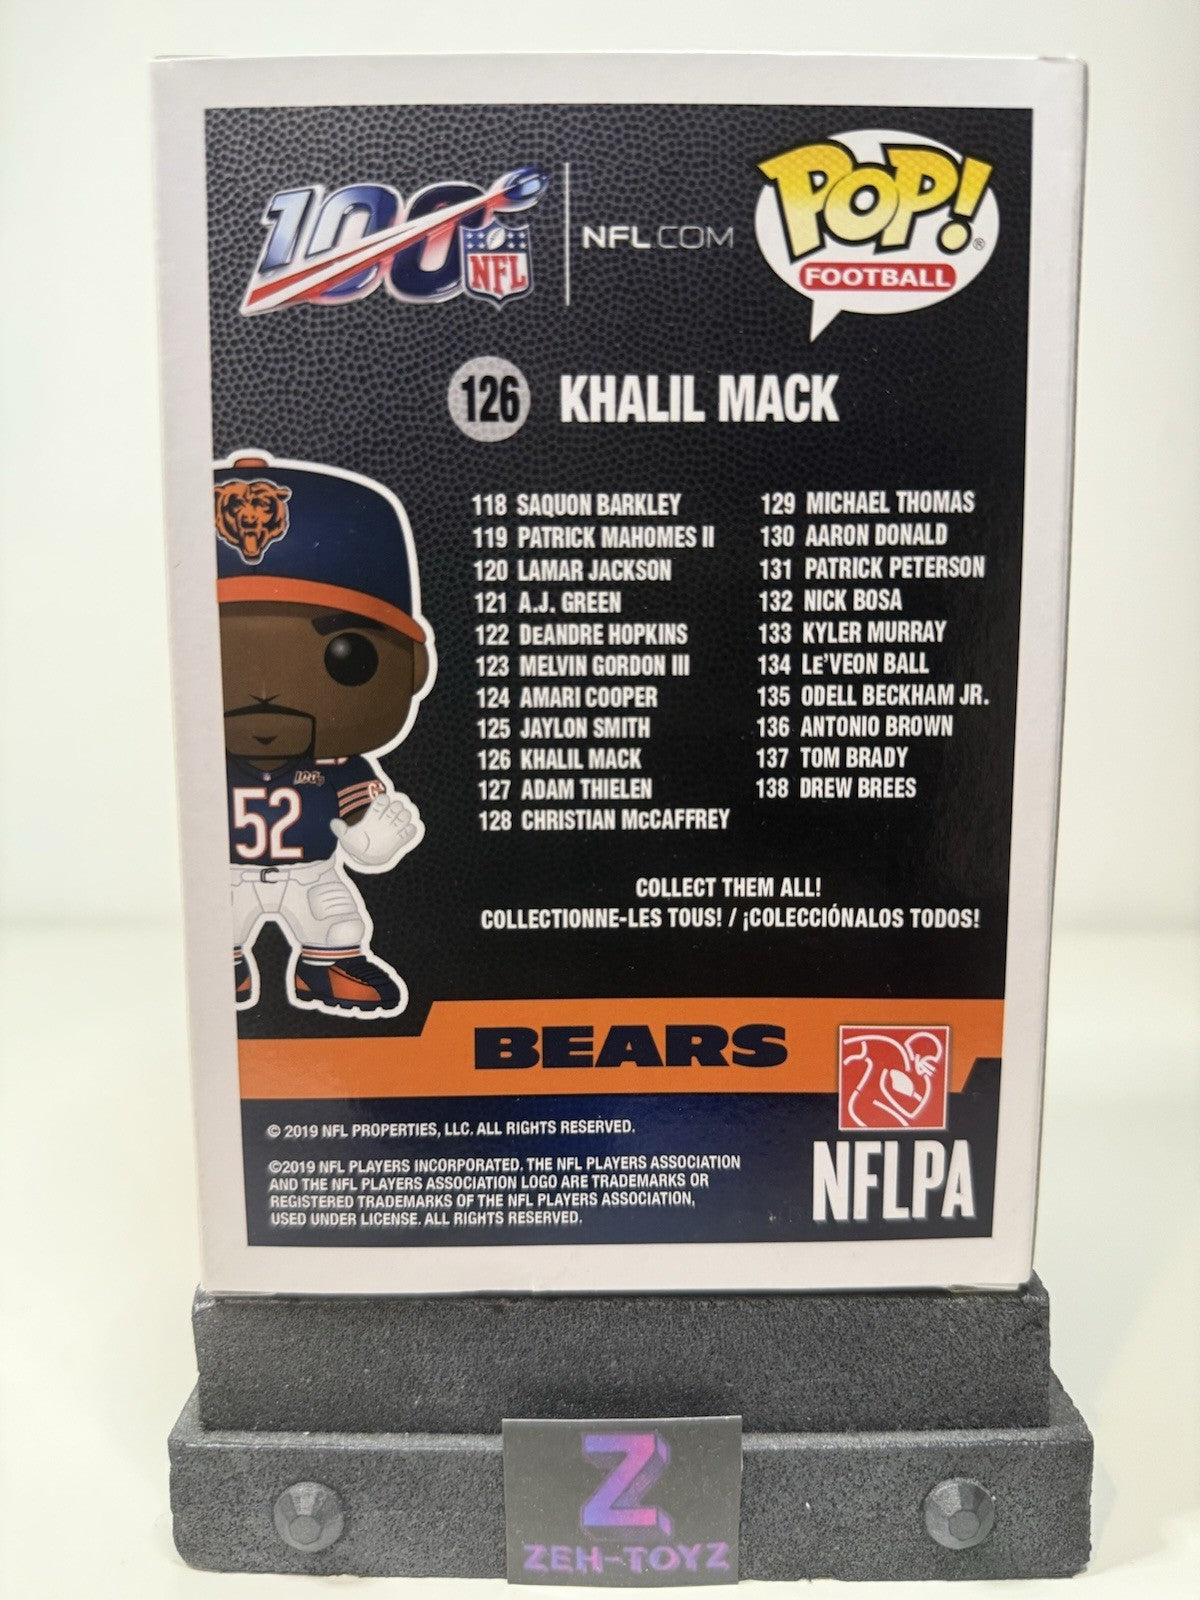 100
NFL
NFL.COM
POP!®
FOOTBALL
126 KHALIL MACK
118 SAQUON BARKLEY
119 PATRICK MAHOMES II
120 LAMAR JACKSON
121 A.J. GREEN
122 DeANDRE HOPKINS
123 MELVIN GORDON III
124 AMARI COOPER
125 JAYLON SMITH
126 KHALIL MACK
127 ADAM THIELEN
128 CHRISTIAN McCAFFREY
129 MICHAEL THOMAS
130 AARON DONALD
131 PATRICK PETERSON
132 NICK BOSA
133 KYLER MURRAY
134 LE'VEON BALL
135 ODELL BECKHAM JR.
136 ANTONIO BROWN
137 TOM BRADY
138 DREW BREES
COLLECT THEM ALL!
COLLECTIONNE-LES TOUS! / ¡COLECCIÓNALOS TODOS!
100
52
BEARS
© 2019 NFL PROPERTIES, LLC. ALL RIGHTS RESERVED.
©2019 NFL PLAYERS INCORPORATED. THE NFL PLAYERS ASSOCIATION
AND THE NFL PLAYERS ASSOCIATION LOGO ARE TRADEMARKS OR
REGISTERED TRADEMARKS OF THE NFL PLAYERS ASSOCIATION,
USED UNDER LICENSE. ALL RIGHTS RESERVED.
NFLPA
Z
ZEH-TOYZ